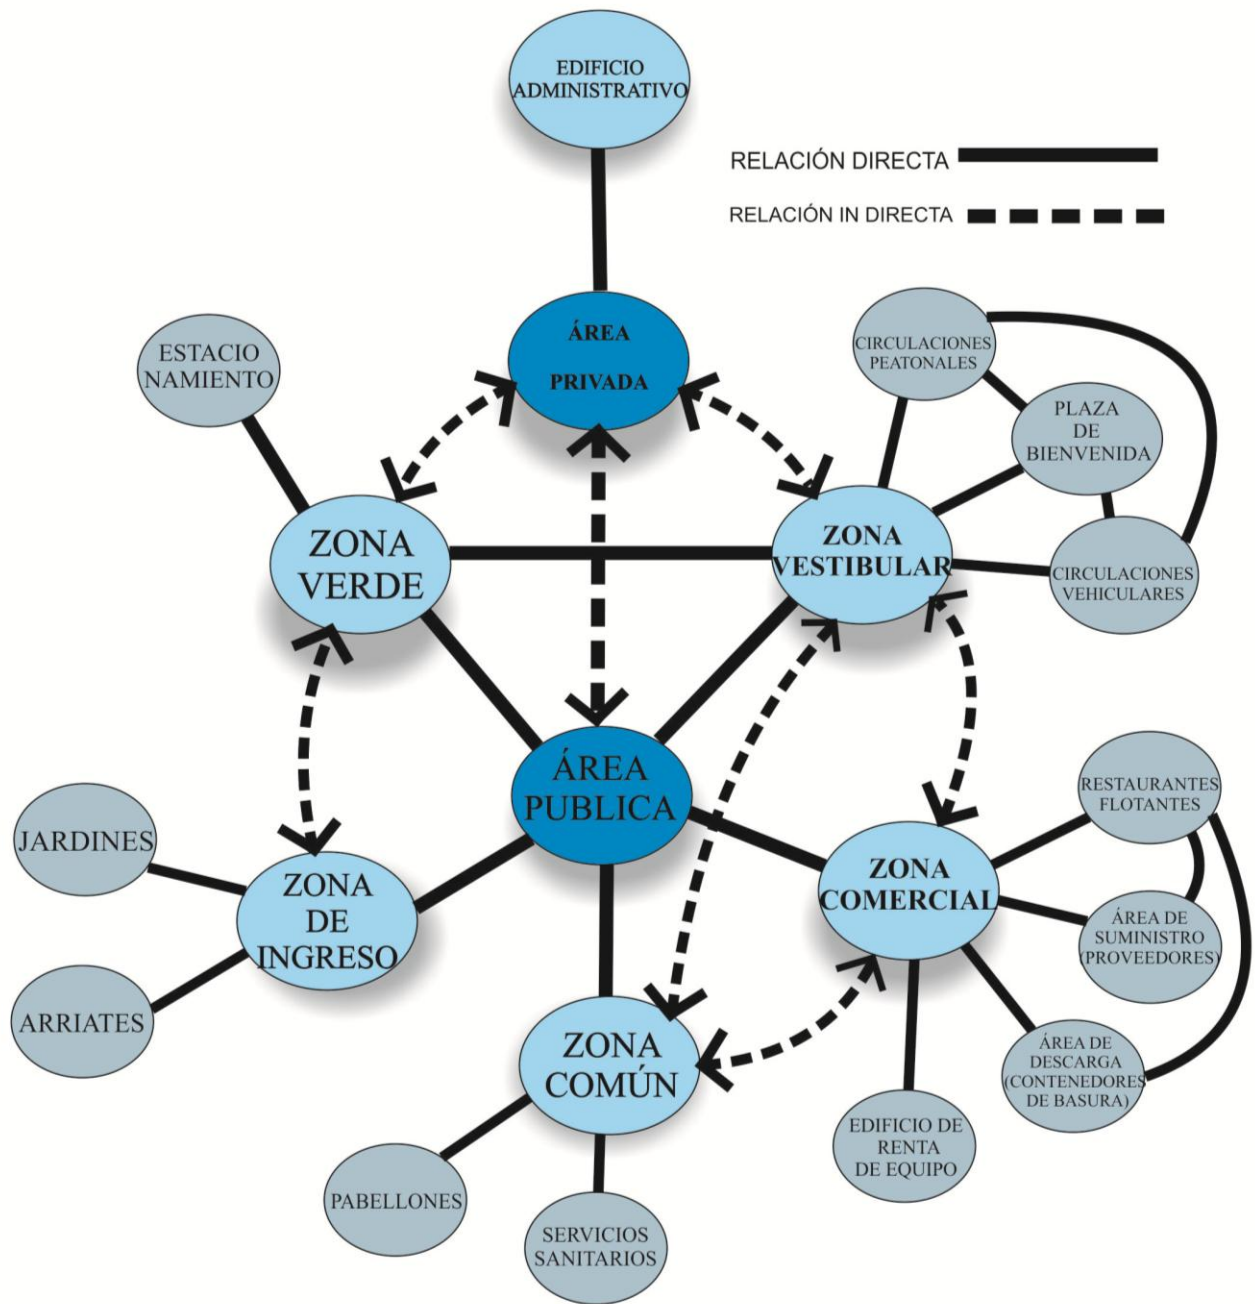 EDIFICIO
ADMINISTRATIVO
RELACIÓN DIRECTA
RELACIÓN IN DIRECTA
ÁREA
PRIVADA
ESTACIO
NAMIENTO
CIRCULACIONES
PEATONALES
PLAZA
DE
BIENVENIDA
ZONA
VERDE
ZONA
VESTIBULAR
CIRCULACIONES
VEHICULARES
ÁREA
PUBLICA
RESTAURANTES
FLOTANTES
JARDINES
ZONA
DE
INGRESO
ZONA
COMERCIAL
ÁREA DE
SUMINISTRO
(PROVEEDORES)
ARRIATES
ZONA
COMÚN
ÁREA DE
DESCARGA
(CONTENEDORES
DE BASURA)
EDIFICIO DE
RENTA
DE EQUIPO
PABELLONES
SERVICIOS
SANITARIOS